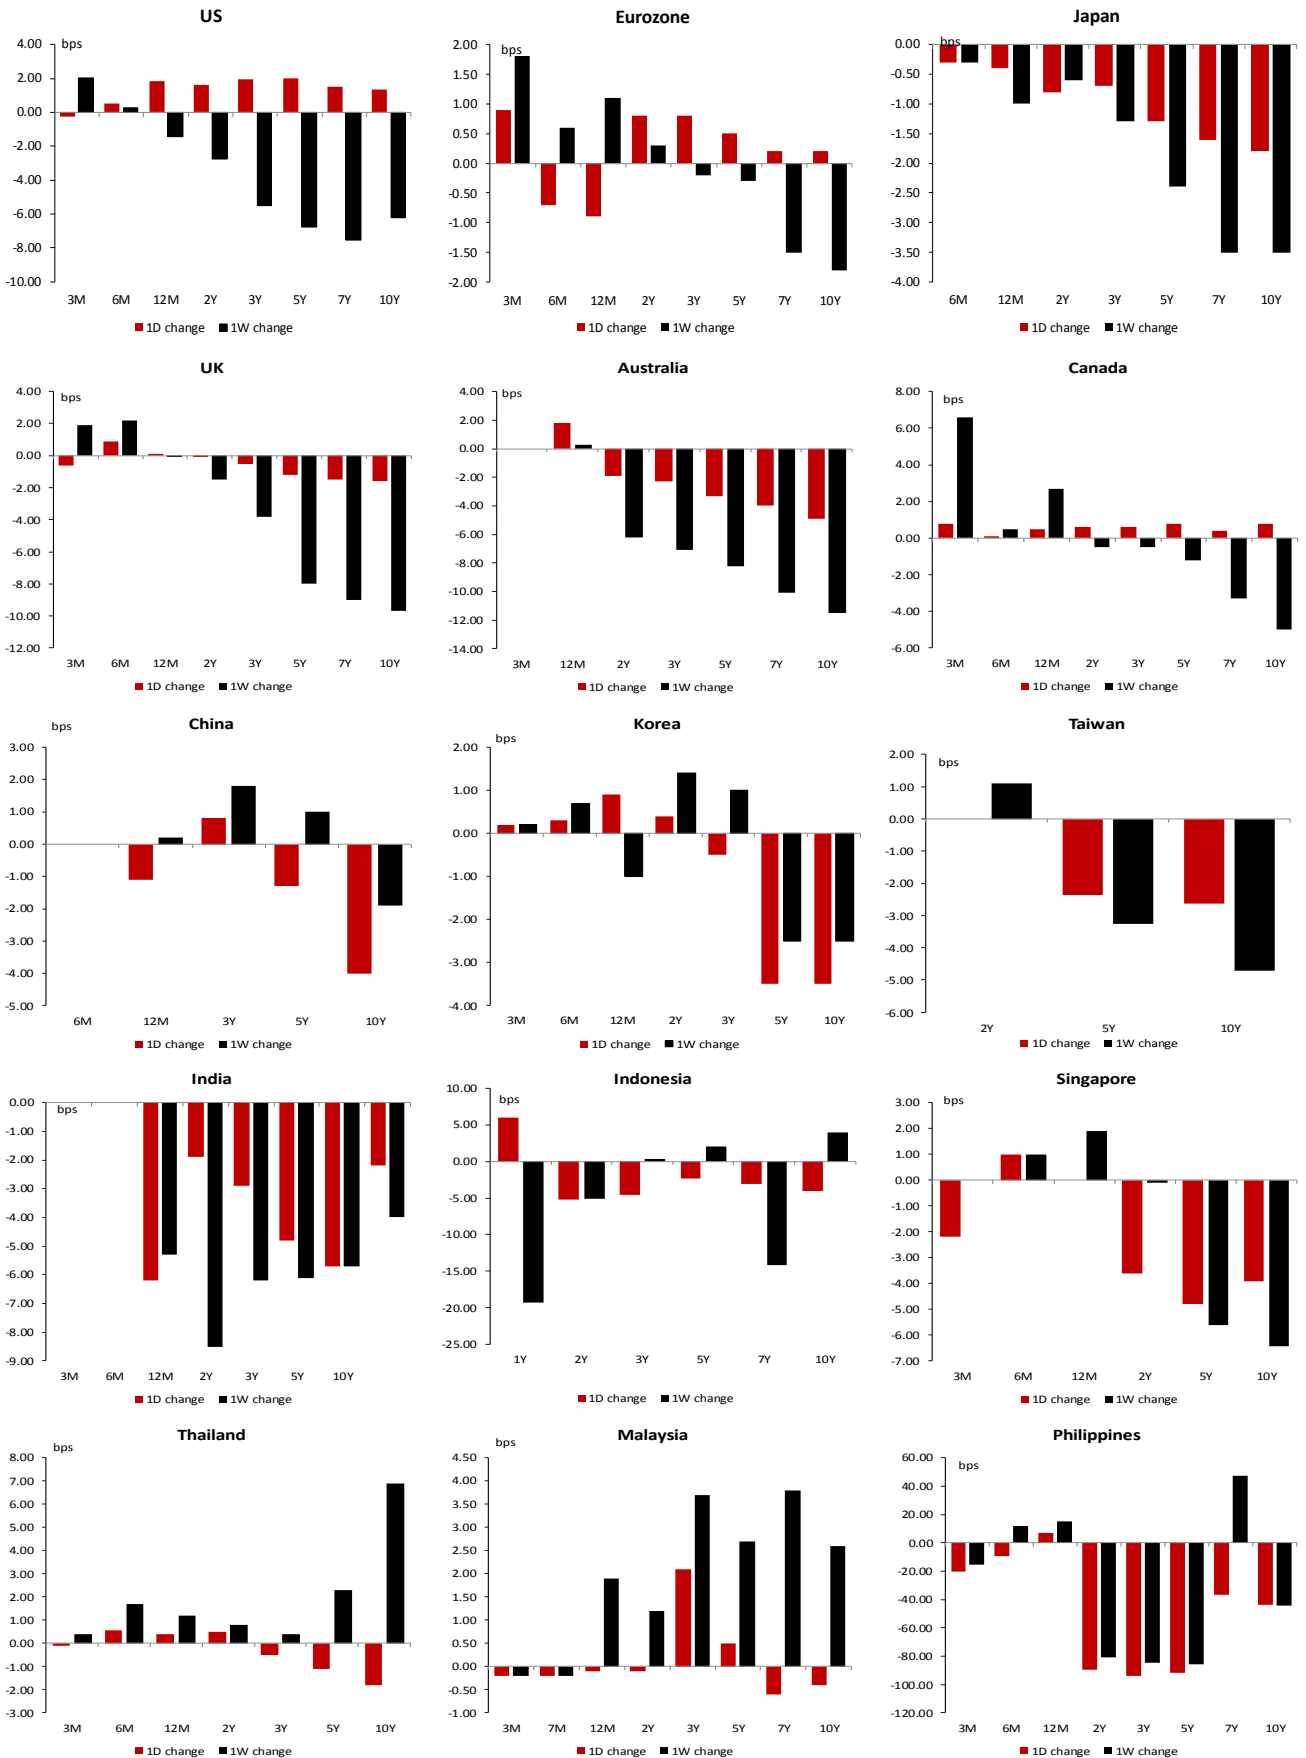 US
bps
4.00
2.00
0.00
-2.00
-4.00
-6.00
-8.00
-10.00
3M 6M 12M 2Y 3Y 5Y 7Y 10Y
1D change 1W change
Eurozone
bps
2.00
1.50
1.00
0.50
0.00
-0.50
-1.00
-1.50
-2.00
3M 6M 12M 2Y 3Y 5Y 7Y 10Y
1D change 1W change
Japan
bps
0.00
-0.50
-1.00
-1.50
-2.00
-2.50
-3.00
-3.50
-4.00
6M 12M 2Y 3Y 5Y 7Y 10Y
1D change 1W change
UK
bps
4.00
2.00
0.00
-2.00
-4.00
-6.00
-8.00
-10.00
-12.00
3M 6M 12M 2Y 3Y 5Y 7Y 10Y
1D change 1W change
Australia
bps
4.00
2.00
0.00
-2.00
-4.00
-6.00
-8.00
-10.00
-12.00
-14.00
3M 12M 2Y 3Y 5Y 7Y 10Y
1D change 1W change
Canada
bps
8.00
6.00
4.00
2.00
0.00
-2.00
-4.00
-6.00
3M 6M 12M 2Y 3Y 5Y 7Y 10Y
1D change 1W change
China
bps
3.00
2.00
1.00
0.00
-1.00
-2.00
-3.00
-4.00
-5.00
6M 12M 3Y 5Y 10Y
1D change 1W change
Korea
bps
2.00
1.00
0.00
-1.00
-2.00
-3.00
-4.00
3M 6M 12M 2Y 3Y 5Y 10Y
1D change 1W change
Taiwan
bps
2.00
1.00
0.00
-1.00
-2.00
-3.00
-4.00
-5.00
-6.00
2Y 5Y 10Y
1D change 1W change
India
bps
0.00
-1.00
-2.00
-3.00
-4.00
-5.00
-6.00
-7.00
-8.00
-9.00
3M 6M 12M 2Y 3Y 5Y 10Y
1D change 1W change
Indonesia
bps
10.00
5.00
0.00
-5.00
-10.00
-15.00
-20.00
-25.00
1Y 2Y 3Y 5Y 7Y 10Y
1D change 1W change
Singapore
bps
3.00
2.00
1.00
0.00
-1.00
-2.00
-3.00
-4.00
-5.00
-6.00
-7.00
3M 6M 12M 2Y 5Y 10Y
1D change 1W change
Thailand
bps
8.00
7.00
6.00
5.00
4.00
3.00
2.00
1.00
0.00
-1.00
-2.00
-3.00
3M 6M 12M 2Y 3Y 5Y 10Y
1D change 1W change
Malaysia
bps
4.50
4.00
3.50
3.00
2.50
2.00
1.50
1.00
0.50
0.00
-0.50
-1.00
3M 7M 12M 2Y 3Y 5Y 7Y 10Y
1D change 1W change
Philippines
bps
60.00
40.00
20.00
0.00
-20.00
-40.00
-60.00
-80.00
-100.00
-120.00
3M 6M 12M 2Y 3Y 5Y 7Y 10Y
1D change 1W change